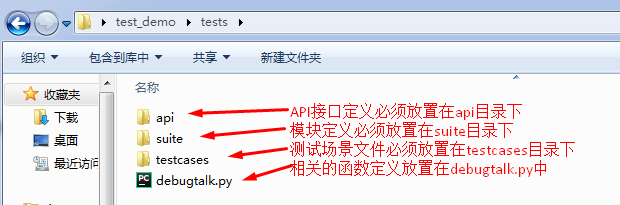 test_demo ▸ tests ▸
组织 包含到库中 共享 新建文件夹
收藏夹
下载
桌面
最近访问
名称
api
suite
testcases
debugtalk.py
API接口定义必须放置在api目录下
模块定义必须放置在suite目录下
测试场景文件必须放置在testcases目录下
相关的函数定义放置在debugtalk.py中